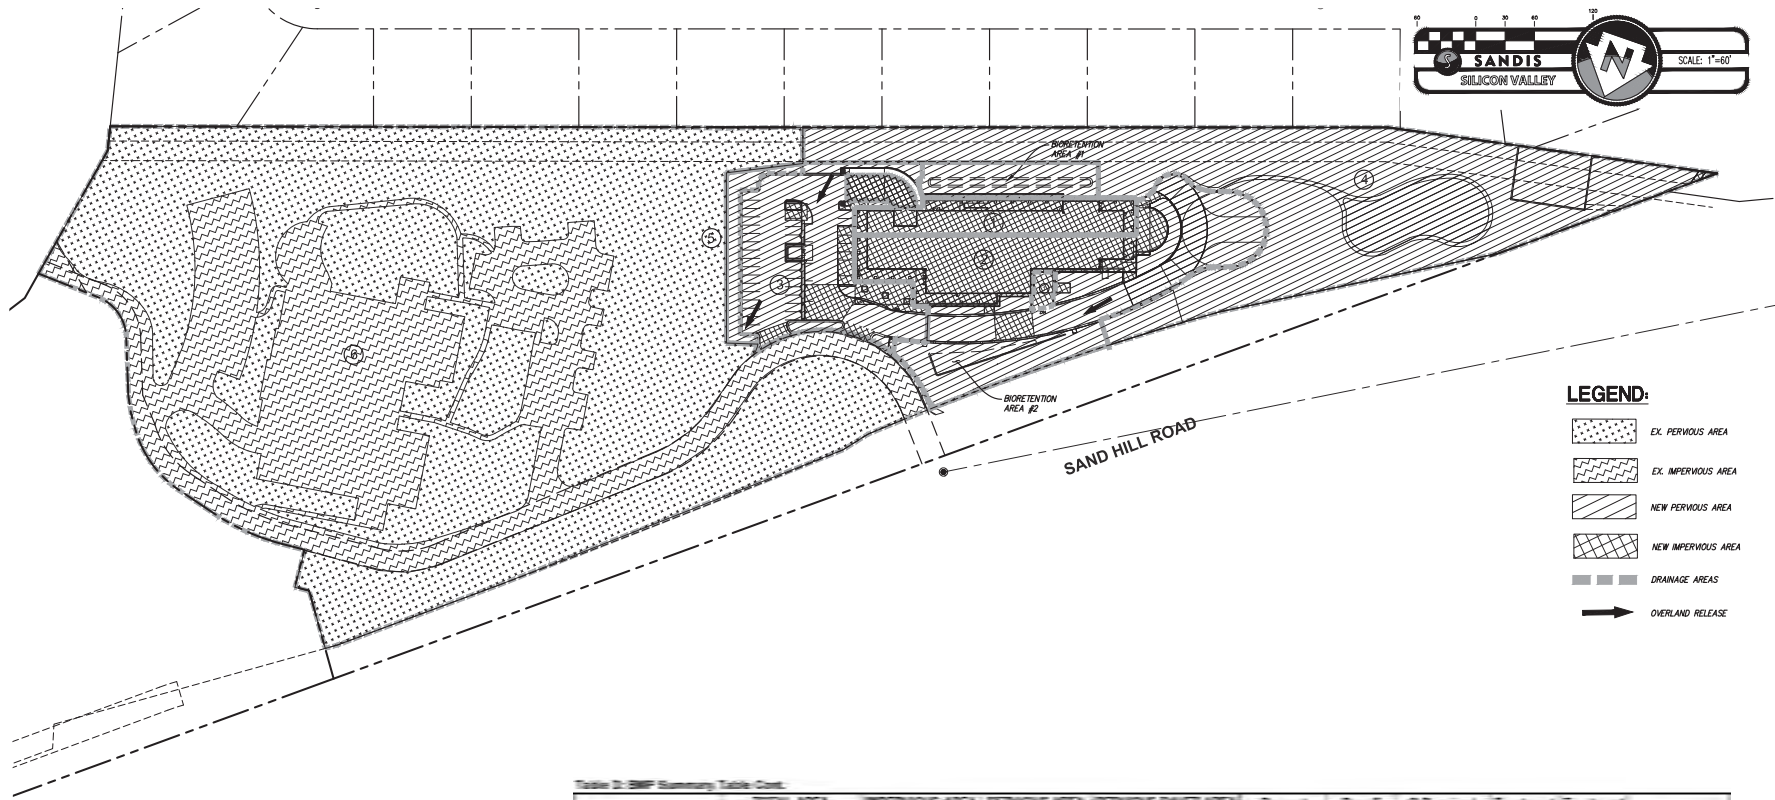 60 0 30 60 120
SANDIS
SILICON VALLEY
N
SCALE: 1"=60'
BIORETENTION
AREA #1
4
5
1
2
3
6
BIORETENTION
AREA #2
SAND HILL ROAD
LEGEND:
EX. PERVIOUS AREA
EX. IMPERVIOUS AREA
NEW PERVIOUS AREA
NEW IMPERVIOUS AREA
DRAINAGE AREAS
OVERLAND RELEASE
Table 2: BMP Summary Table Cont.